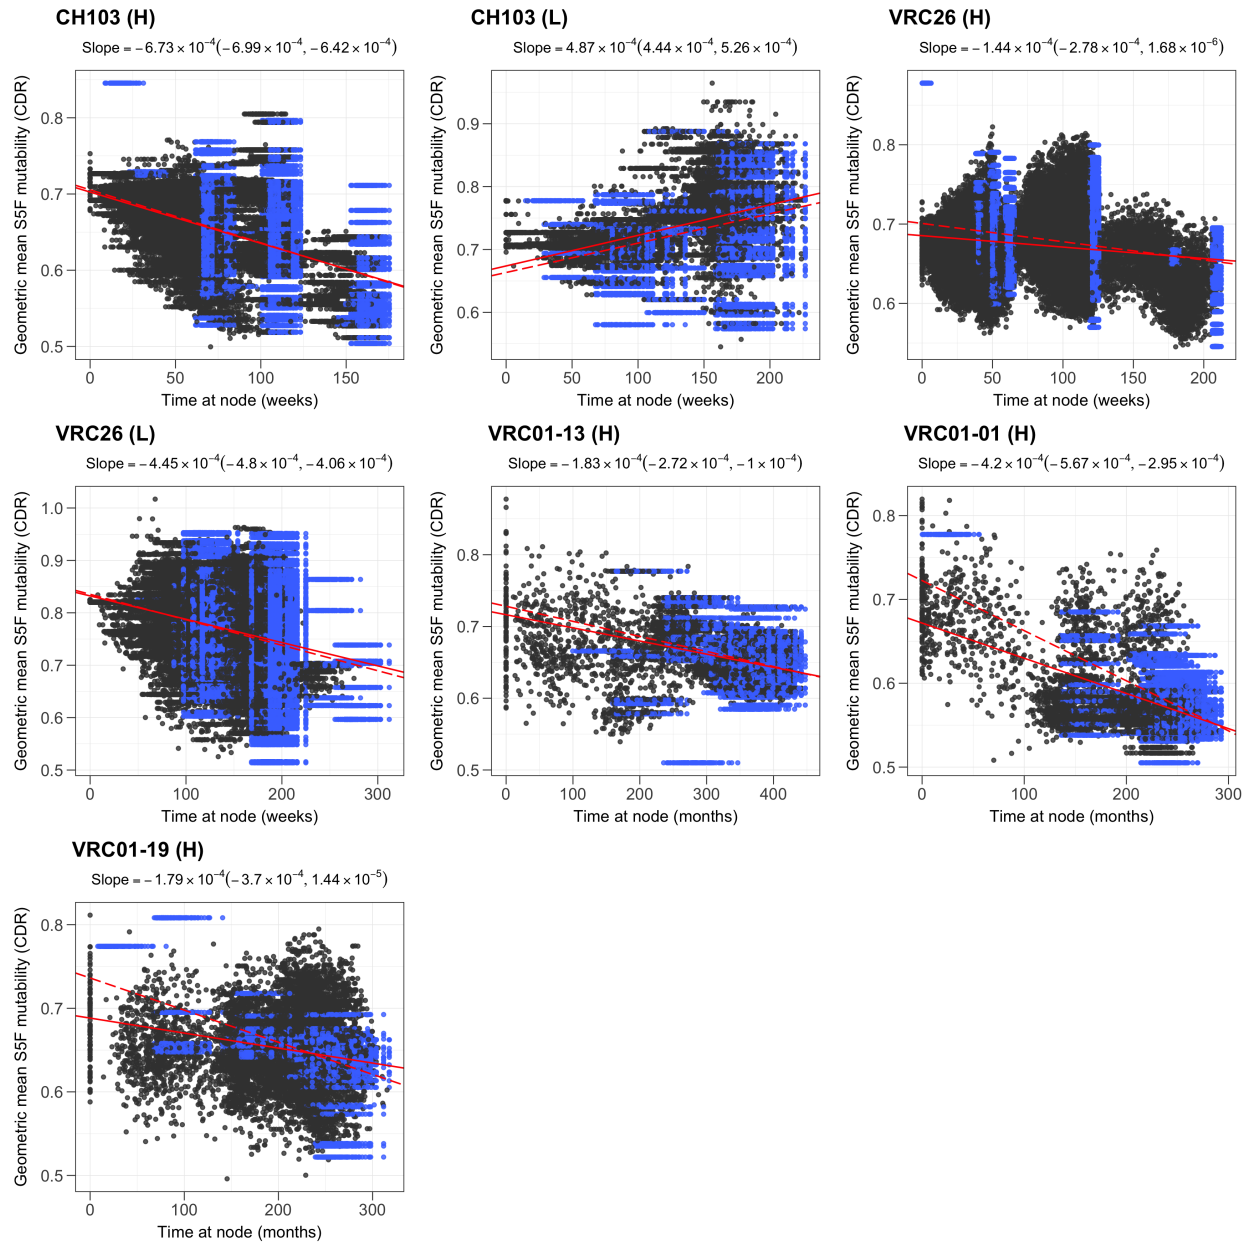 CH103 (H)
Slope = −6.73 × 10⁻⁴(−6.99 × 10⁻⁴, −6.42 × 10⁻⁴)
Geometric mean S5F mutability (CDR)
0.8
0.7
0.6
0.5
0 50 100 150
Time at node (weeks)
CH103 (L)
Slope = 4.87 × 10⁻⁴(4.44 × 10⁻⁴, 5.26 × 10⁻⁴)
Geometric mean S5F mutability (CDR)
0.9
0.8
0.7
0.6
0 50 100 150 200
Time at node (weeks)
VRC26 (H)
Slope = −1.44 × 10⁻⁴(−2.78 × 10⁻⁴, 1.68 × 10⁻⁶)
Geometric mean S5F mutability (CDR)
0.8
0.7
0.6
0 50 100 150 200
Time at node (weeks)
VRC26 (L)
Slope = −4.45 × 10⁻⁴(−4.8 × 10⁻⁴, −4.06 × 10⁻⁴)
Geometric mean S5F mutability (CDR)
1.0
0.9
0.8
0.7
0.6
0.5
0 100 200 300
Time at node (weeks)
VRC01-13 (H)
Slope = −1.83 × 10⁻⁴(−2.72 × 10⁻⁴, −1 × 10⁻⁴)
Geometric mean S5F mutability (CDR)
0.8
0.7
0.6
0.5
0 100 200 300 400
Time at node (months)
VRC01-01 (H)
Slope = −4.2 × 10⁻⁴(−5.67 × 10⁻⁴, −2.95 × 10⁻⁴)
Geometric mean S5F mutability (CDR)
0.8
0.7
0.6
0.5
0 100 200 300
Time at node (months)
VRC01-19 (H)
Slope = −1.79 × 10⁻⁴(−3.7 × 10⁻⁴, 1.44 × 10⁻⁵)
Geometric mean S5F mutability (CDR)
0.8
0.7
0.6
0.5
0 100 200 300
Time at node (months)